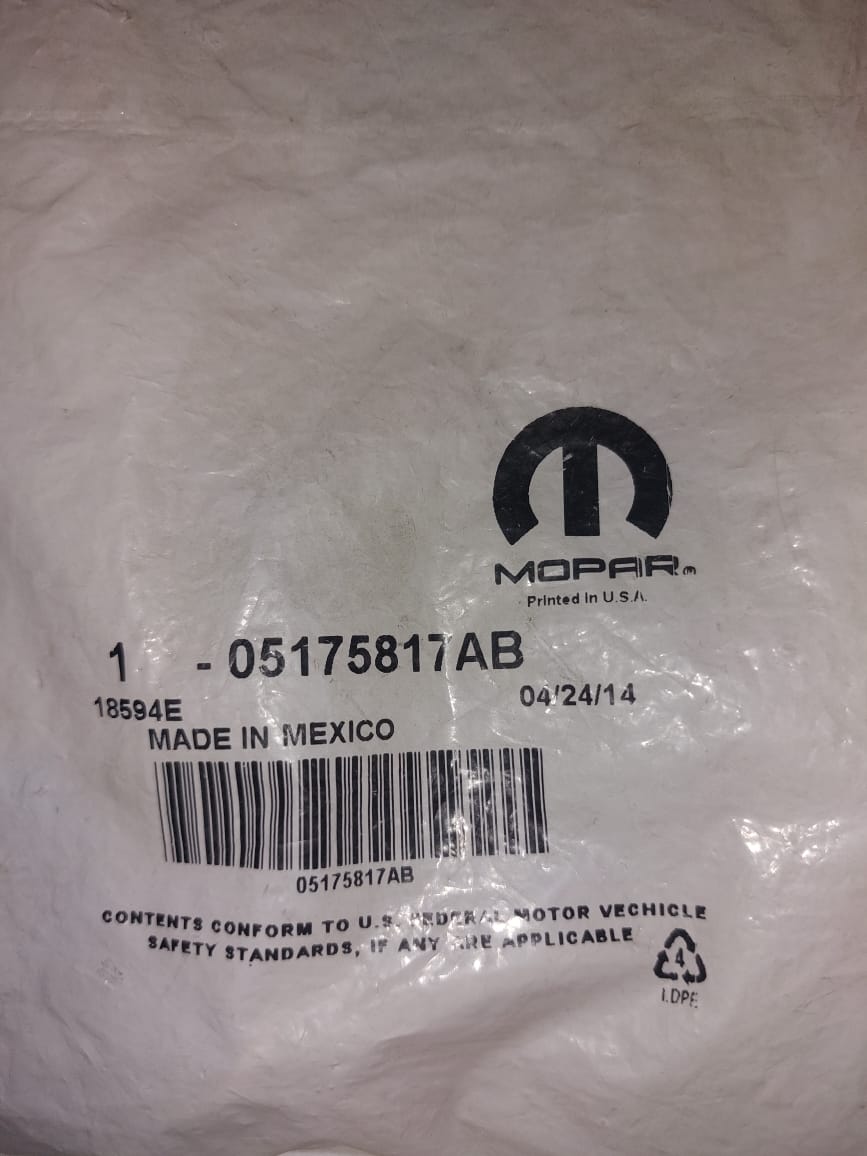 MOPAR
Printed in U.S.A.
1 - 05175817AB
18594E 04/24/14
MADE IN MEXICO
05175817AB
CONTENTS CONFORM TO U.S. FEDERAL MOTOR VECHICLE
SAFETY STANDARDS, IF ANY ARE APPLICABLE
4
LDPE